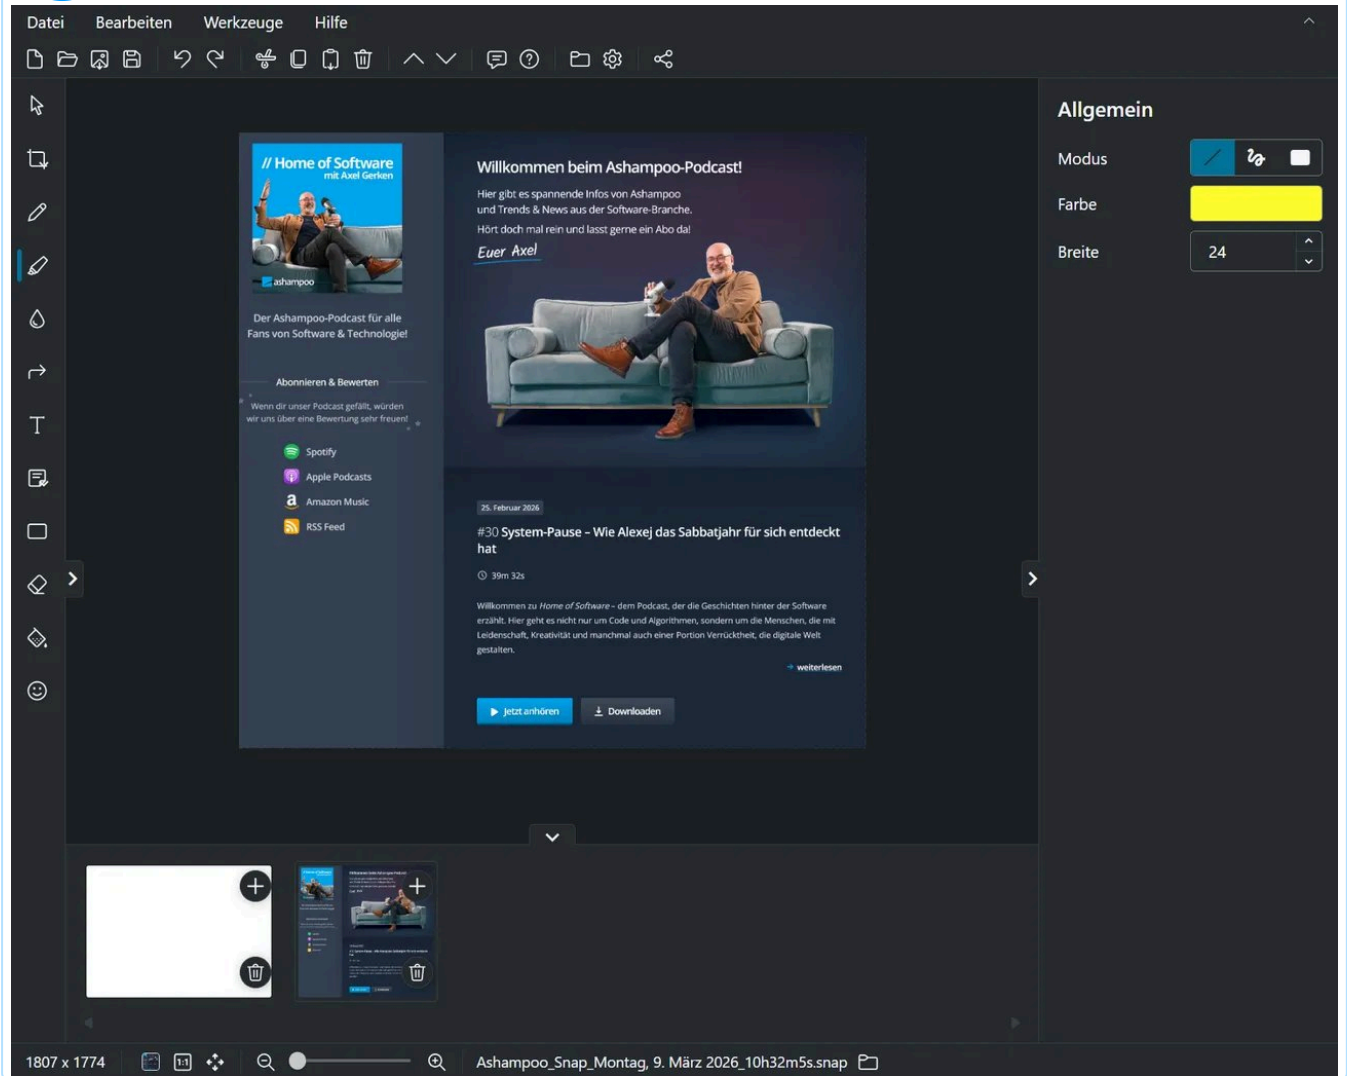 Datei Bearbeiten Werkzeuge Hilfe
Allgemein
Modus
Farbe
Breite 24
// Home of Software
mit Axel Gerken
ashampoo
Der Ashampoo-Podcast für alle
Fans von Software & Technologie!
Abonnieren & Bewerten
Wenn dir unser Podcast gefällt, würden
wir uns über eine Bewertung sehr freuen!
Spotify
Apple Podcasts
Amazon Music
RSS Feed
Willkommen beim Ashampoo-Podcast!
Hier gibt es spannende Infos von Ashampoo
und Trends & News aus der Software-Branche.
Hört doch mal rein und lasst gerne ein Abo da!
Euer Axel
25. Februar 2026
#30 System-Pause – Wie Alexej das Sabbatjahr für sich entdeckt
hat
39m 32s
Willkommen zu Home of Software – dem Podcast, der die Geschichten hinter der Software
erzählt. Hier geht es nicht nur um Code und Algorithmen, sondern um die Menschen, die mit
Leidenschaft, Kreativität und manchmal auch einer Portion Verrücktheit, die digitale Welt
gestalten.
weiterlesen
Jetzt anhören Downloaden
1807 x 1774 1:1 Ashampoo_Snap_Montag, 9. März 2026_10h32m5s.snap